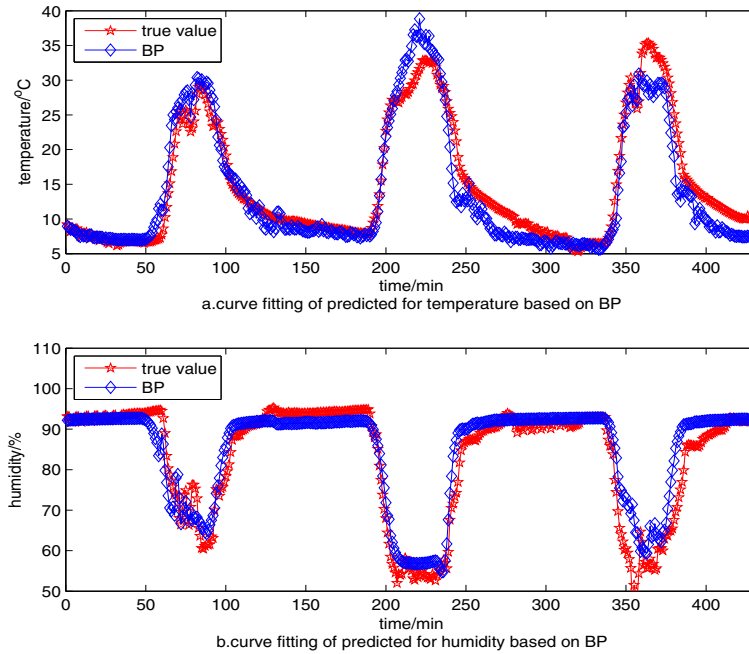 40
35
30
25
20
15
10
5
temperature/⁰C
true value
BP
0 50 100 150 200 250 300 350 400
time/min
a.curve fitting of predicted for temperature based on BP
110
100
90
80
70
60
50
humidity/%
true value
BP
0 50 100 150 200 250 300 350 400
time/min
b.curve fitting of predicted for humidity based on BP